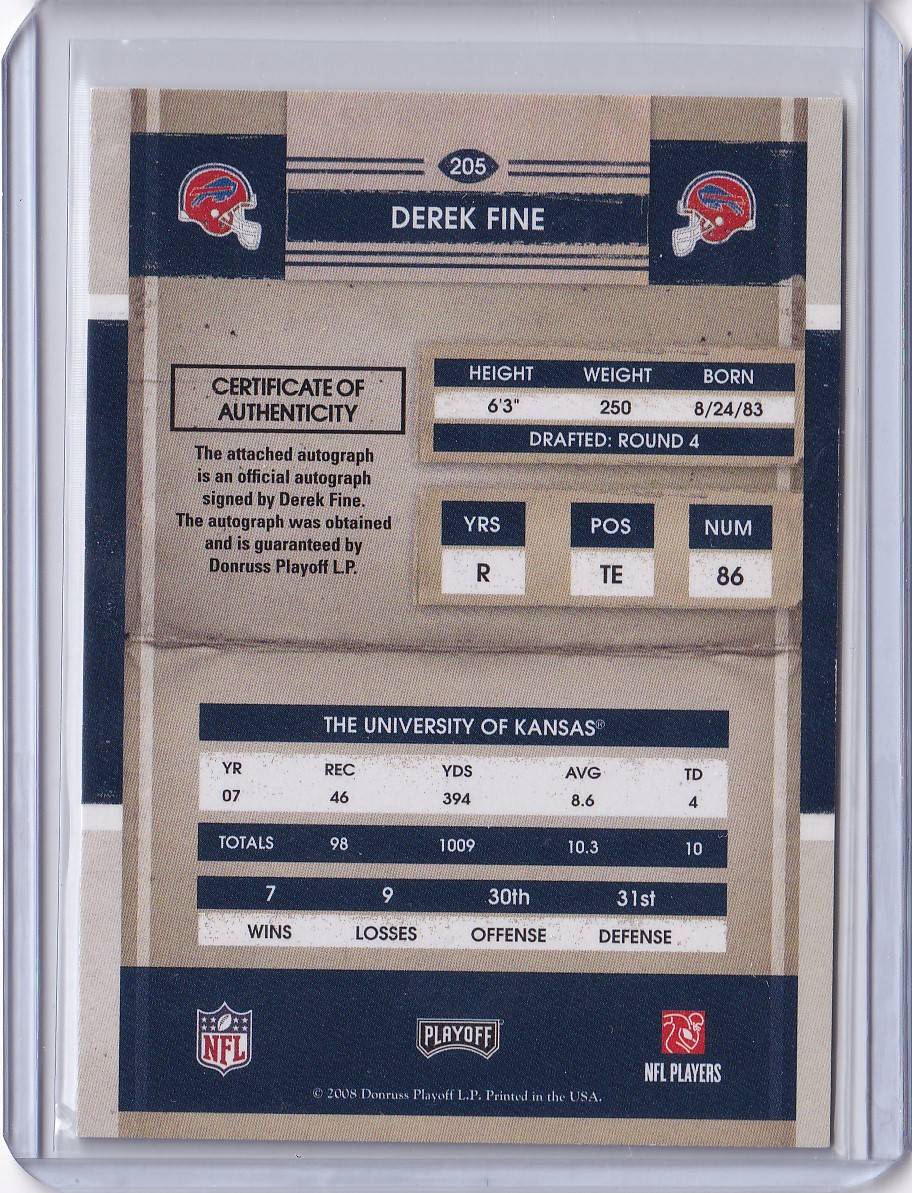 205
DEREK FINE
CERTIFICATE OF
AUTHENTICITY
The attached autograph
is an official autograph
signed by Derek Fine.
The autograph was obtained
and is guaranteed by
Donruss Playoff L.P.
HEIGHT WEIGHT BORN
6'3" 250 8/24/83
DRAFTED: ROUND 4
YRS POS NUM
R TE 86
THE UNIVERSITY OF KANSAS®
YR REC YDS AVG TD
07 46 394 8.6 4
TOTALS 98 1009 10.3 10
7 9 30th 31st
WINS LOSSES OFFENSE DEFENSE
NFL PLAYOFF NFL PLAYERS
© 2008 Donruss Playoff L.P. Printed in the USA.